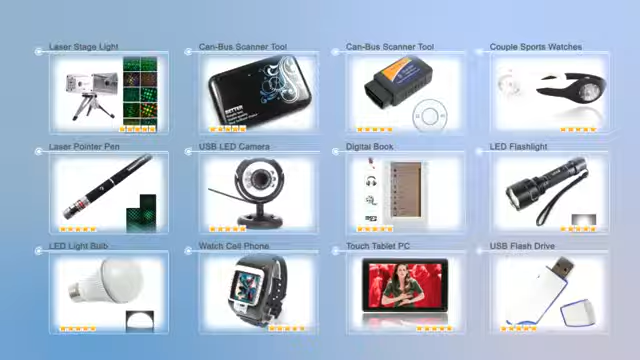 Laser Stage Light
Can-Bus Scanner Tool
Can-Bus Scanner Tool
Couple Sports Watches
Laser Pointer Pen
USB LED Camera
Digital Book
LED Flashlight
LED Light Bulb
Watch Cell Phone
Touch Tablet PC
USB Flash Drive